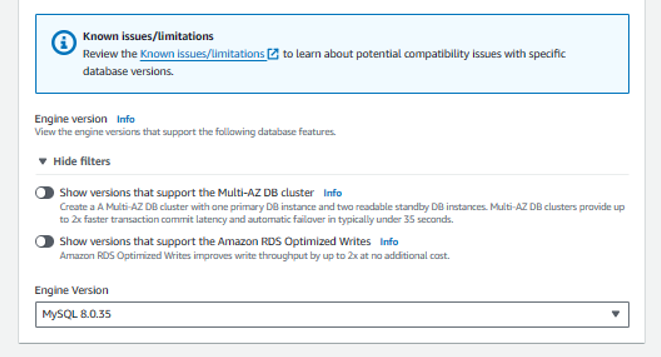 Known issues/limitations
Review the Known issues/limitations to learn about potential compatibility issues with specific
database versions.
Engine version Info
View the engine versions that support the following database features.
Hide filters
Show versions that support the Multi-AZ DB cluster Info
Create a A Multi-AZ DB cluster with one primary DB instance and two readable standby DB instances. Multi-AZ DB clusters provide up
to 2x faster transaction commit latency and automatic failover in typically under 35 seconds.
Show versions that support the Amazon RDS Optimized Writes Info
Amazon RDS Optimized Writes improves write throughput by up to 2x at no additional cost.
Engine Version
MySQL 8.0.35